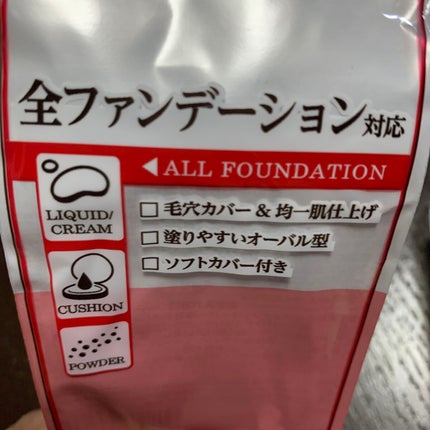 全ファンデーション対応
◀ALL FOUNDATION
LIQUID/
CREAM
□ 毛穴カバー & 均一肌仕上げ
□ 塗りやすいオーバル型
□ ソフトカバー付き
CUSHION
POWDER